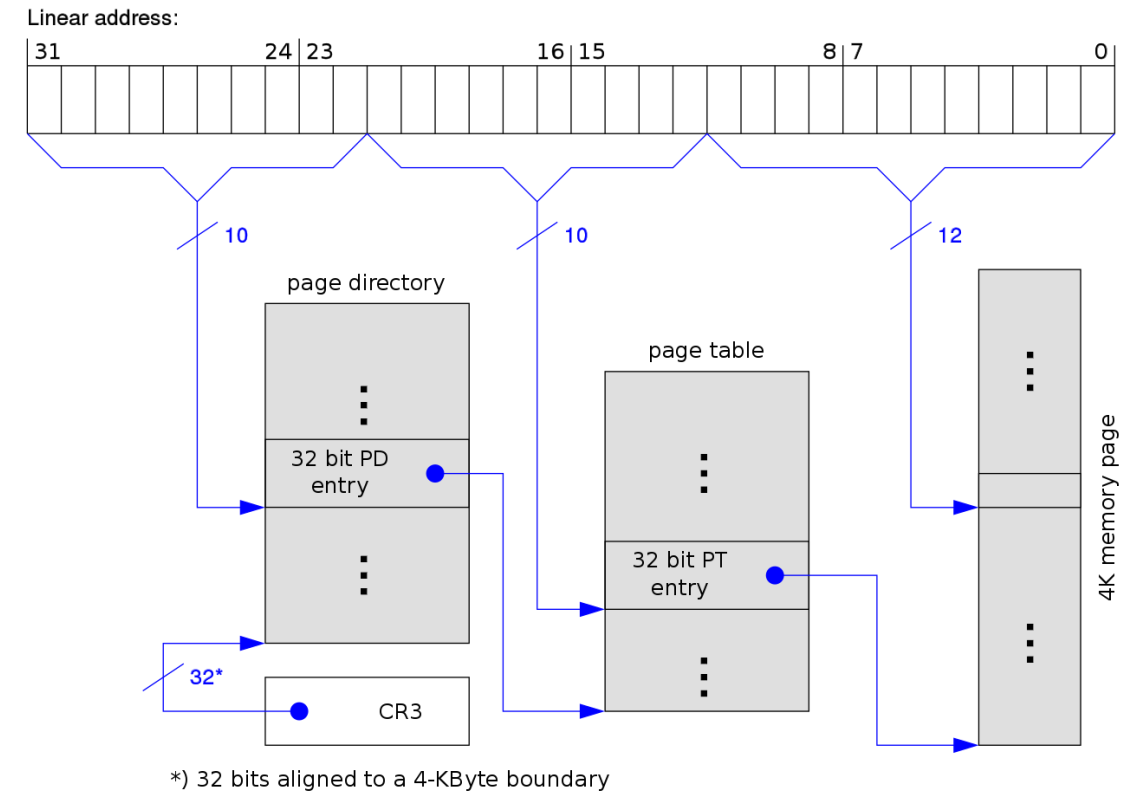 Linear address:
31 24 23 16 15 8 7 0
10 10 12
page directory
page table
32 bit PD
entry
32 bit PT
entry
4K memory page
32*
CR3
*) 32 bits aligned to a 4-KByte boundary